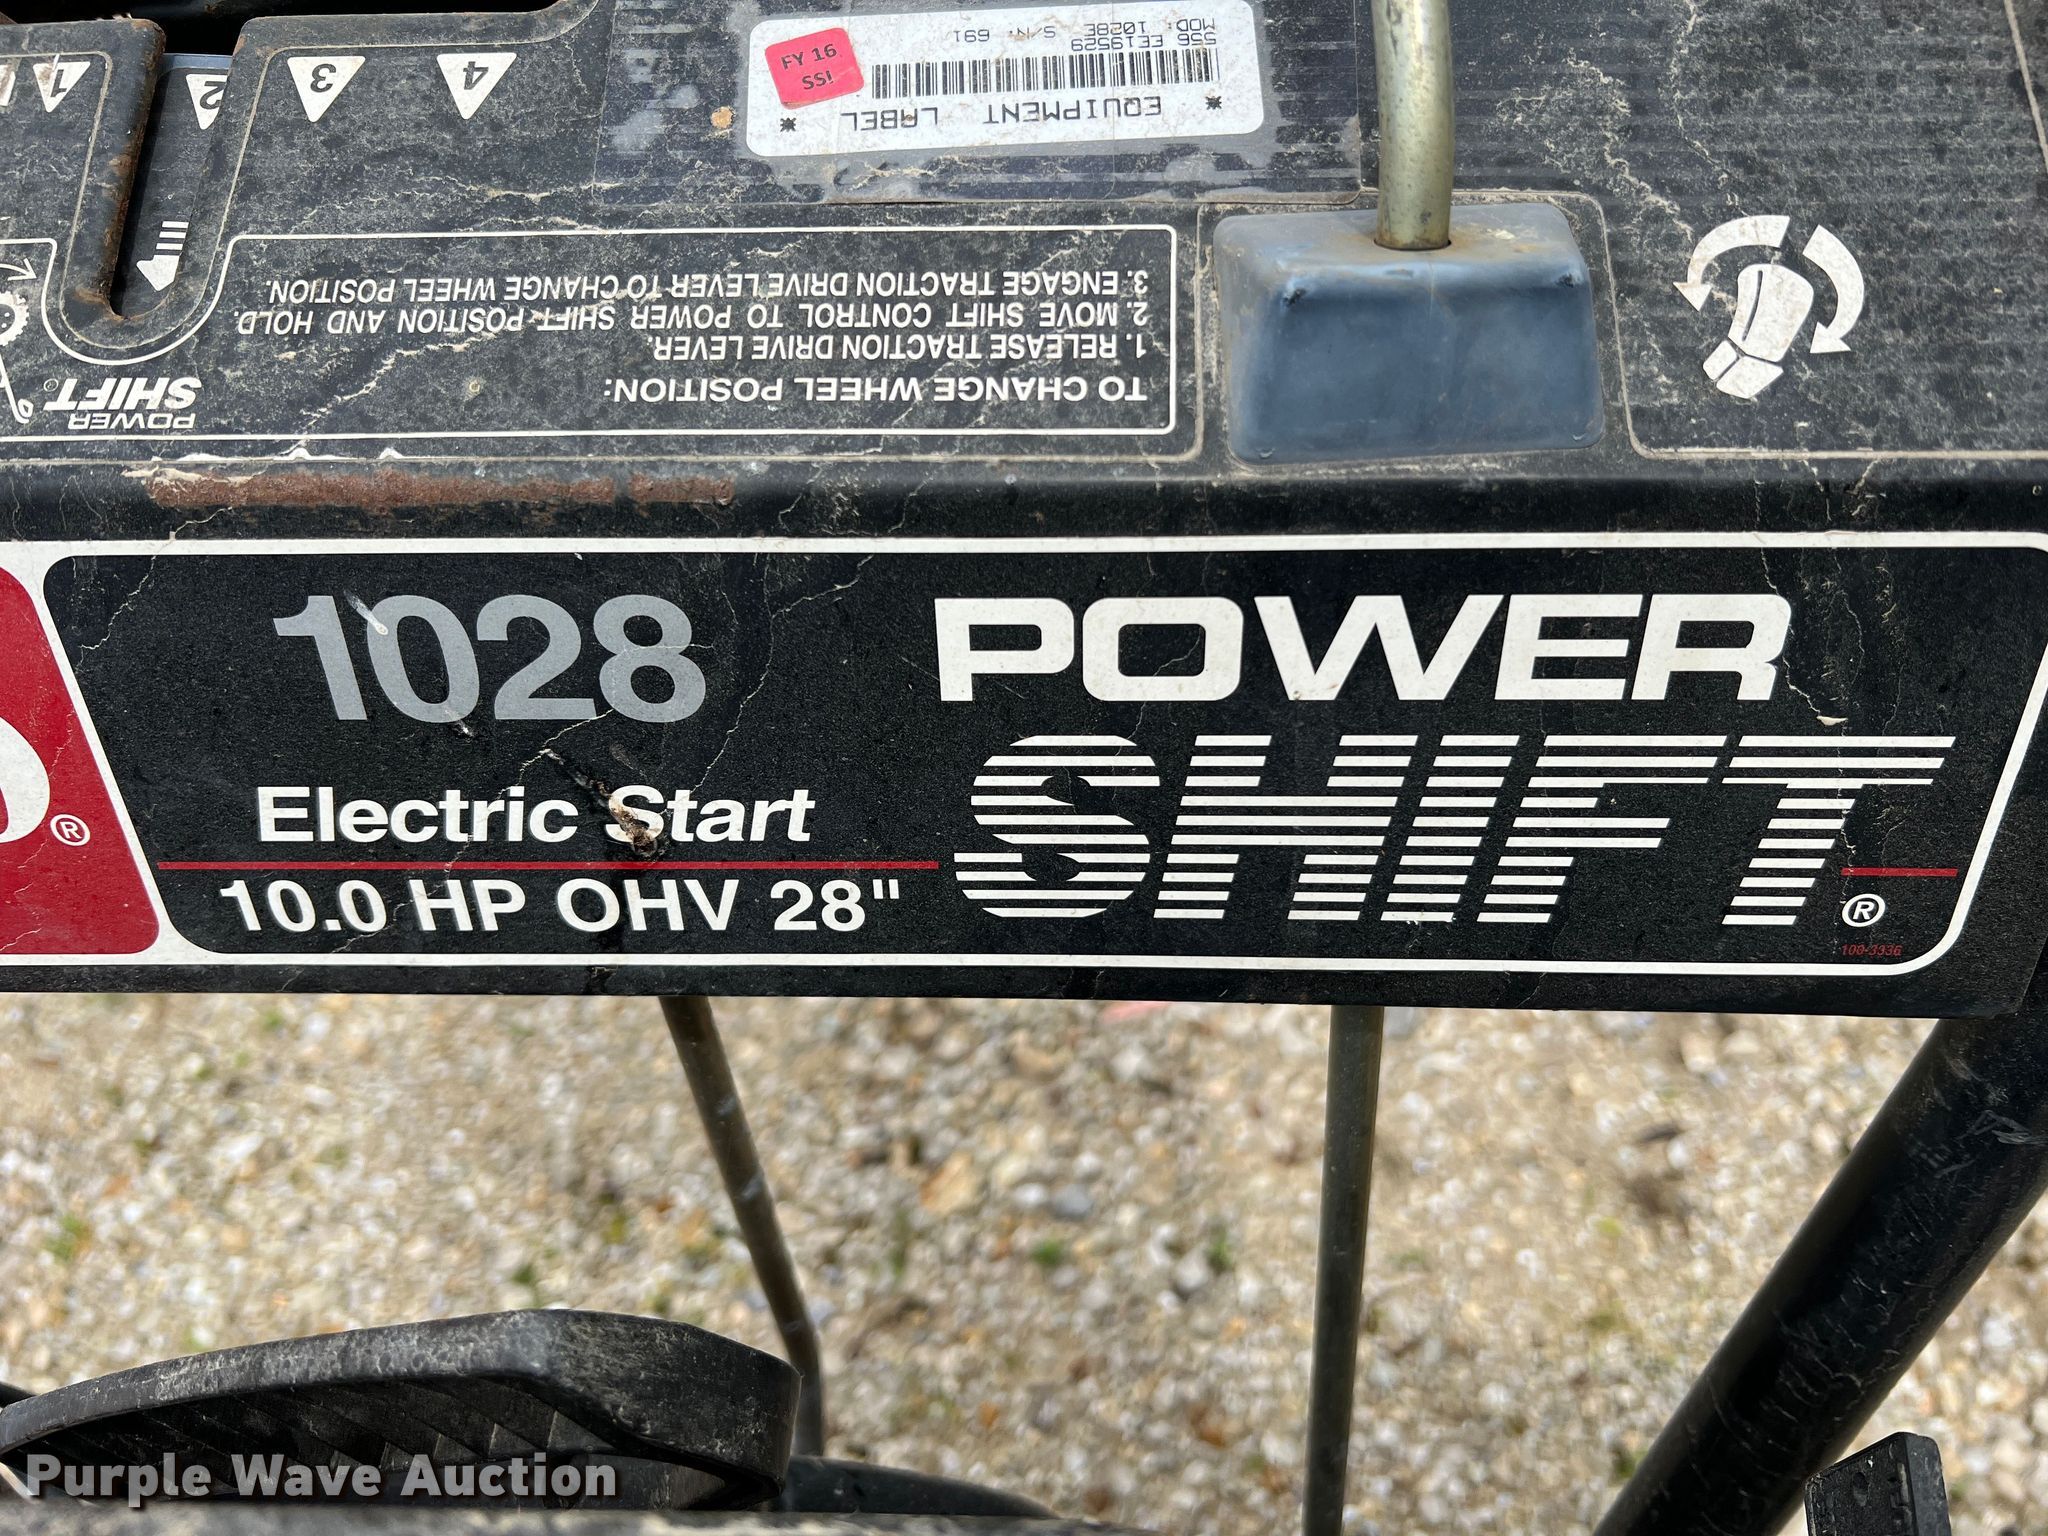 MOD: 1028E S/N: 691
556 EE19529
* EQUIPMENT LABEL *
FY 16
SSI
1
2
3
4
TO CHANGE WHEEL POSITION:
1. RELEASE TRACTION DRIVE LEVER.
2. MOVE SHIFT CONTROL TO POWER SHIFT POSITION AND HOLD.
3. ENGAGE TRACTION DRIVE LEVER TO CHANGE WHEEL POSITION.
POWER
SHIFT®
®
1028
Electric Start
10.0 HP OHV 28"
POWER
SHIFT®
100-3336
Purple Wave Auction